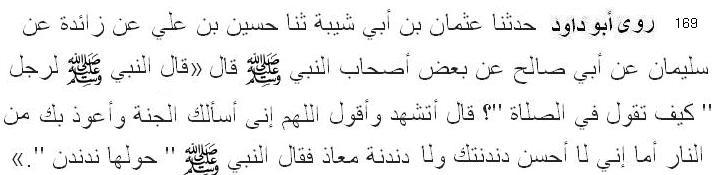 169 روى أبو داود حدثنا عثمان بن أبي شيبة ثنا حسين بن علي عن زائدة عن
سليمان عن أبي صالح عن بعض أصحاب النبي ﷺ قال «قال النبي ﷺ لرجل
" كيف تقول في الصلاة "؟ قال أتشهد وأقول اللهم إنى أسألك الجنة وأعوذ بك من
النار أما إني لا أحسن دندنتك ولا دندنة معاذ فقال النبي ﷺ " حولها ندندن ".»